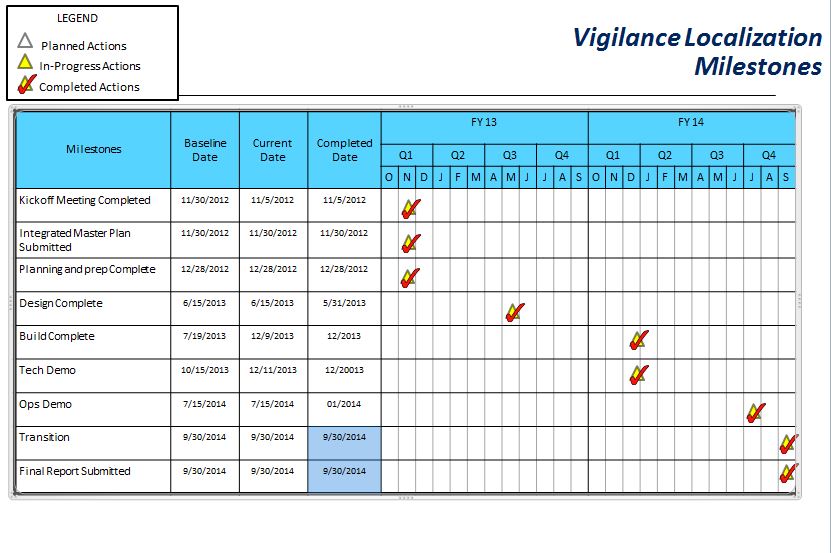 LEGEND
Planned Actions
In-Progress Actions
Completed Actions
Vigilance Localization
Milestones
Milestones Baseline Date Current Date Completed Date FY 13 FY 14
Q1 Q2 Q3 Q4 Q1 Q2 Q3 Q4
O N D J F M A M J J A S O N D J F M A M J J A S
Kickoff Meeting Completed 11/30/2012 11/5/2012 11/5/2012
Integrated Master Plan 11/30/2012 11/30/2012 11/30/2012
Submitted
Planning and prep Complete 12/28/2012 12/28/2012 12/28/2012
Design Complete 6/15/2013 6/15/2013 5/31/2013
Build Complete 7/19/2013 12/9/2013 12/2013
Tech Demo 10/15/2013 12/11/2013 12/20013
Ops Demo 7/15/2014 7/15/2014 01/2014
Transition 9/30/2014 9/30/2014 9/30/2014
Final Report Submitted 9/30/2014 9/30/2014 9/30/2014